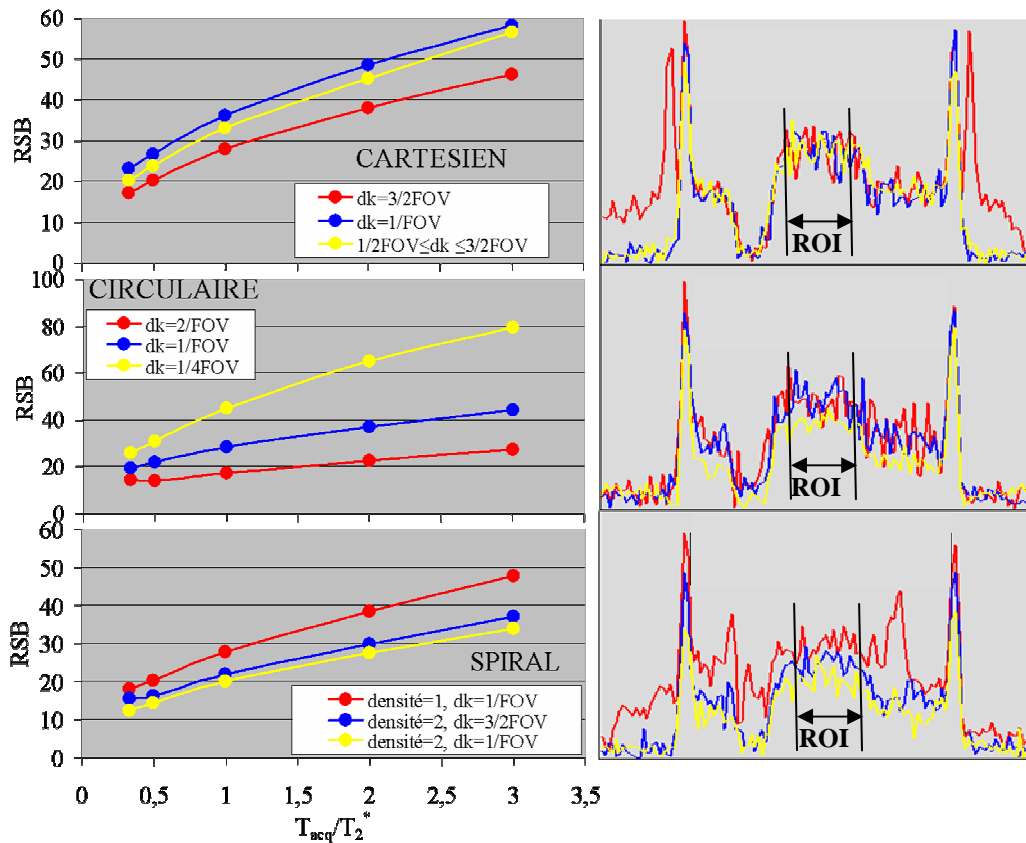 60
50
40
30
20
10
0
RSB
CARTESIEN
dk=3/2FOV
dk=1/FOV
1/2FOV≤dk ≤3/2FOV
ROI
100
80
60
40
20
0
RSB
CIRCULAIRE
dk=2/FOV
dk=1/FOV
dk=1/4FOV
ROI
60
50
40
30
20
10
0
RSB
SPIRAL
densité=1, dk=1/FOV
densité=2, dk=3/2FOV
densité=2, dk=1/FOV
ROI
0 0,5 1 1,5 2 2,5 3 3,5
T_acq/T_2^*